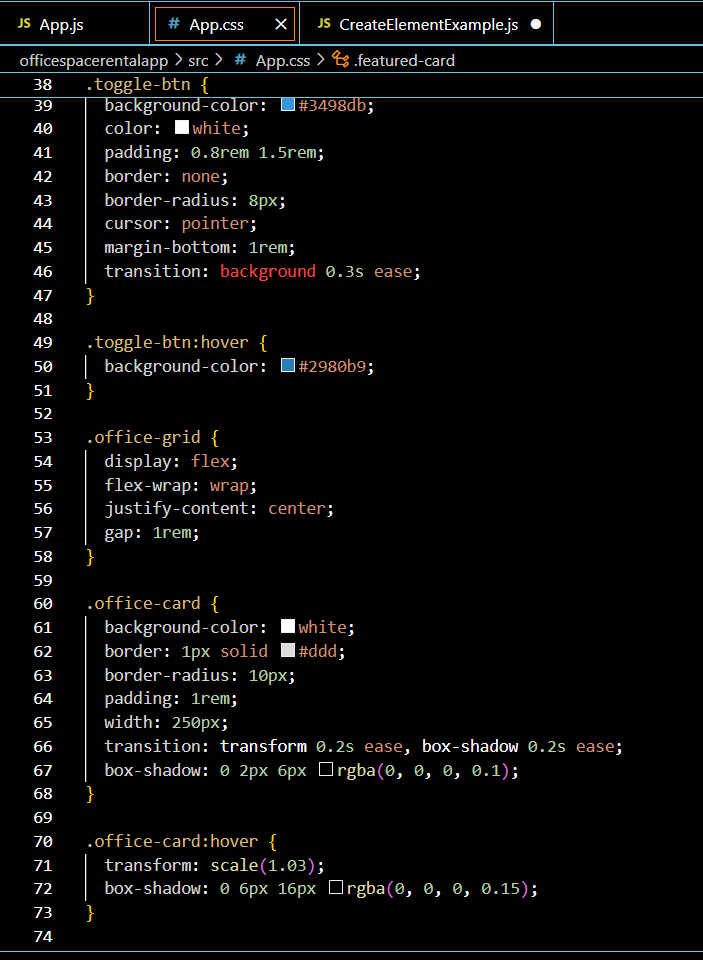 JS App.js # App.css × JS CreateElementExample.js ●
officespacerentalapp > src > # App.css > .featured-card
38 .toggle-btn {
39 background-color: #3498db;
40 color: white;
41 padding: 0.8rem 1.5rem;
42 border: none;
43 border-radius: 8px;
44 cursor: pointer;
45 margin-bottom: 1rem;
46 transition: background 0.3s ease;
47 }
48
49 .toggle-btn:hover {
50 background-color: #2980b9;
51 }
52
53 .office-grid {
54 display: flex;
55 flex-wrap: wrap;
56 justify-content: center;
57 gap: 1rem;
58 }
59
60 .office-card {
61 background-color: white;
62 border: 1px solid #ddd;
63 border-radius: 10px;
64 padding: 1rem;
65 width: 250px;
66 transition: transform 0.2s ease, box-shadow 0.2s ease;
67 box-shadow: 0 2px 6px rgba(0, 0, 0, 0.1);
68 }
69
70 .office-card:hover {
71 transform: scale(1.03);
72 box-shadow: 0 6px 16px rgba(0, 0, 0, 0.15);
73 }
74